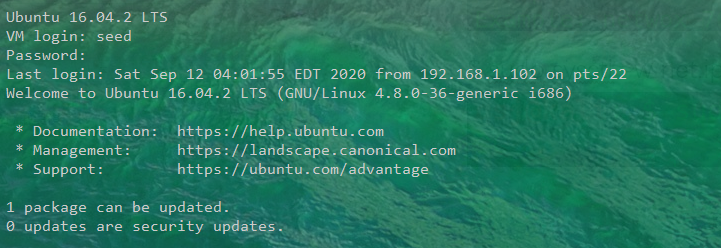 Ubuntu 16.04.2 LTS
VM login: seed
Password:
Last login: Sat Sep 12 04:01:55 EDT 2020 from 192.168.1.102 on pts/22
Welcome to Ubuntu 16.04.2 LTS (GNU/Linux 4.8.0-36-generic i686)

 * Documentation:  https://help.ubuntu.com
 * Management:     https://landscape.canonical.com
 * Support:        https://ubuntu.com/advantage

1 package can be updated.
0 updates are security updates.